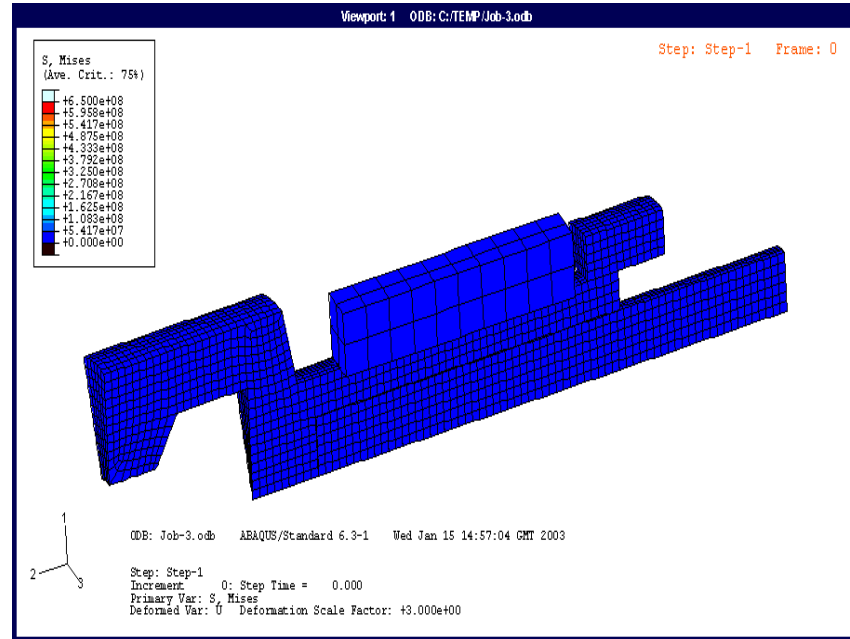 Viewport: 1 ODB: C:/TEMP/Job-3.odb
Step: Step-1 Frame: 0
S, Mises
(Ave. Crit.: 75%)
+6.500e+08
+5.958e+08
+5.417e+08
+4.875e+08
+4.333e+08
+3.792e+08
+3.250e+08
+2.708e+08
+2.167e+08
+1.625e+08
+1.083e+08
+5.417e+07
+0.000e+00
1
2
3
ODB: Job-3.odb ABAQUS/Standard 6.3-1 Wed Jan 15 14:57:04 GMT 2003
Step: Step-1
Increment 0: Step Time = 0.000
Primary Var: S, Mises
Deformed Var: U Deformation Scale Factor: +3.000e+00